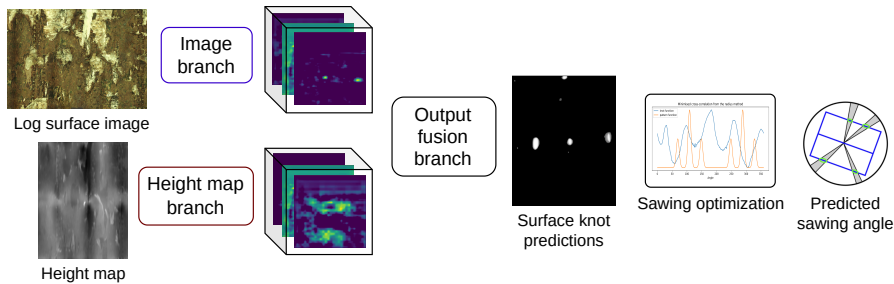 Image
branch
Log surface image
Height map
branch
Height map
Output
fusion
branch
Surface knot
predictions
Sawing optimization
Predicted
sawing angle